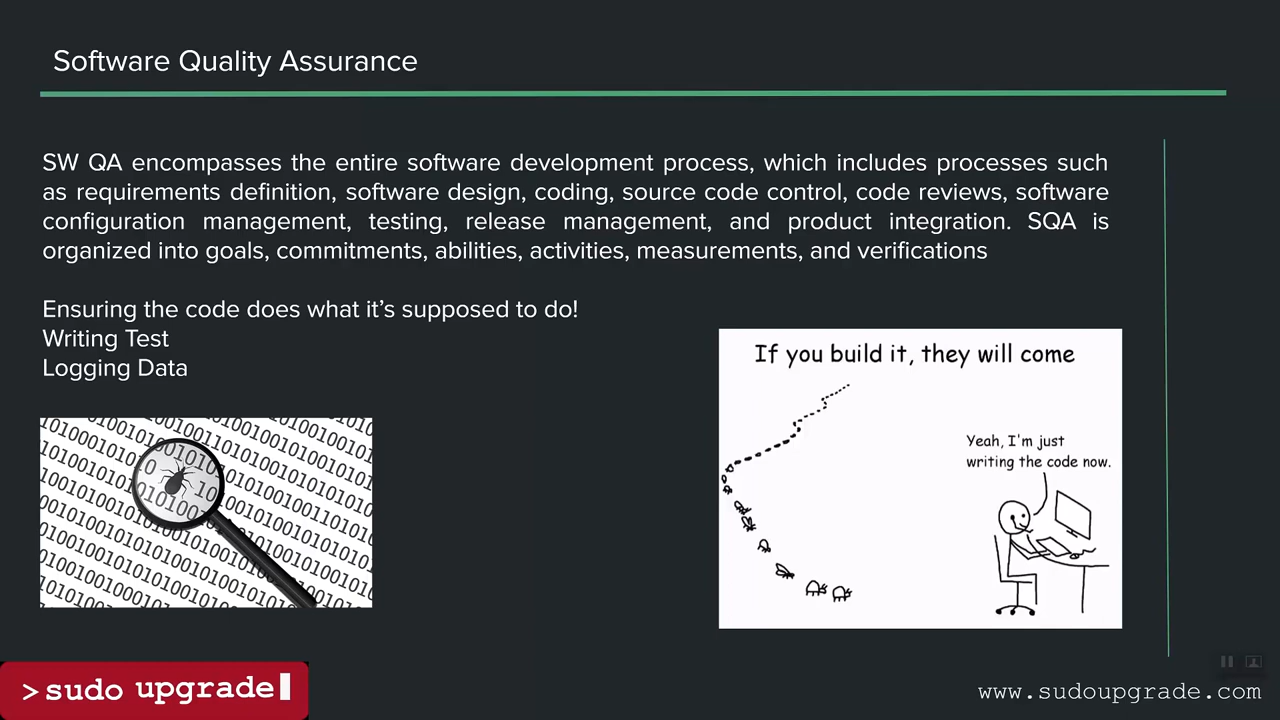 Software Quality Assurance
SW QA encompasses the entire software development process, which includes processes such
as requirements definition, software design, coding, source code control, code reviews, software
configuration management, testing, release management, and product integration. SQA is
organized into goals, commitments, abilities, activities, measurements, and verifications
Ensuring the code does what it's supposed to do!
Writing Test
Logging Data
If you build it, they will come
Yeah, I'm just
writing the code now.
>sudo upgrade
www.sudoupgrade.com